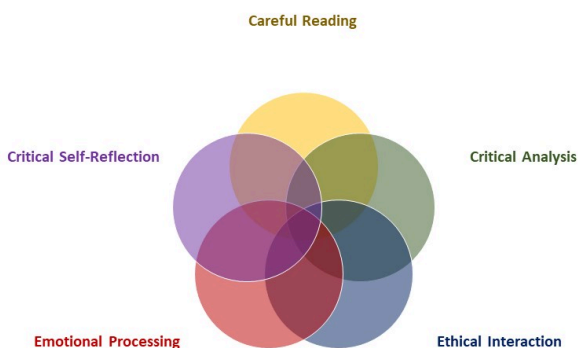 Careful Reading
Critical Self-Reflection
Critical Analysis
Emotional Processing
Ethical Interaction